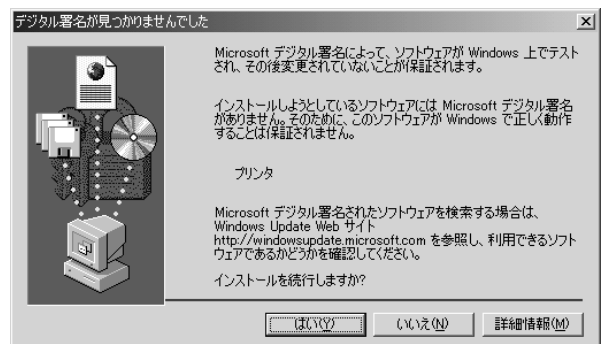 デジタル署名が見つかりませんでした
Microsoft デジタル署名によって、ソフトウェアが Windows 上でテスト
され、その後変更されていないことが保証されます。
インストールしようとしているソフトウェアには Microsoft デジタル署名
がありません。そのために、このソフトウェアが Windows で正しく動作
することは保証されません。
プリンタ
Microsoft デジタル署名されたソフトウェアを検索する場合は、
Windows Update Web サイト
http://windowsupdate.microsoft.com を参照し、利用できるソフト
ウェアであるかどうかを確認してください。
インストールを続行しますか?
はい(Y) いいえ(N) 詳細情報(M)